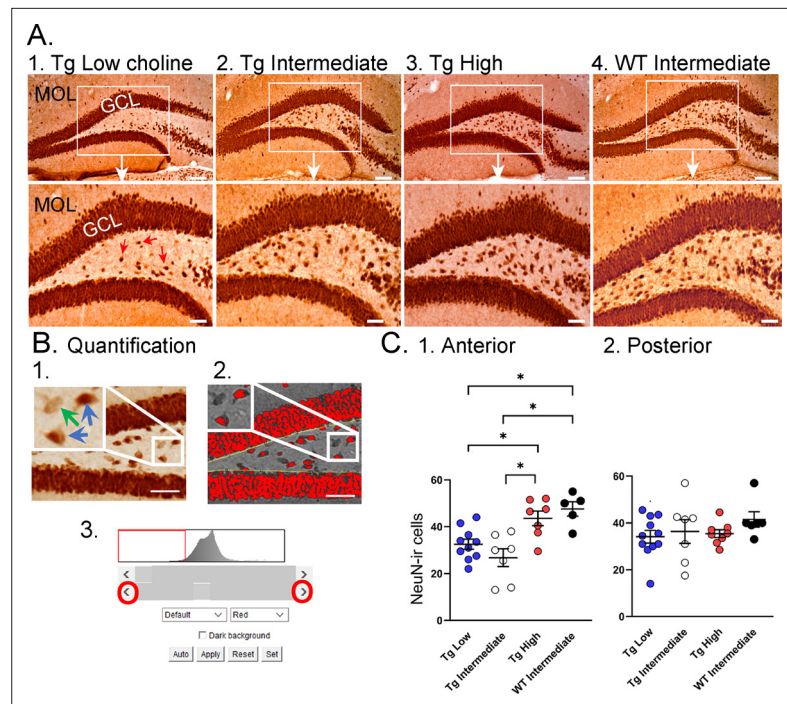 A.
1. Tg Low choline 2. Tg Intermediate 3. Tg High 4. WT Intermediate
MOL
GCL
MOL
GCL
B. Quantification
1. 2.
3.
Default Red
Dark background
Auto Apply Reset Set
C. 1. Anterior 2. Posterior
*
*
*
*
NeuN-ir cells
60
40
20
0
Tg Low
Tg Intermediate
Tg High
WT Intermediate
60
40
20
0
Tg Low
Tg Intermediate
Tg High
WT Intermediate